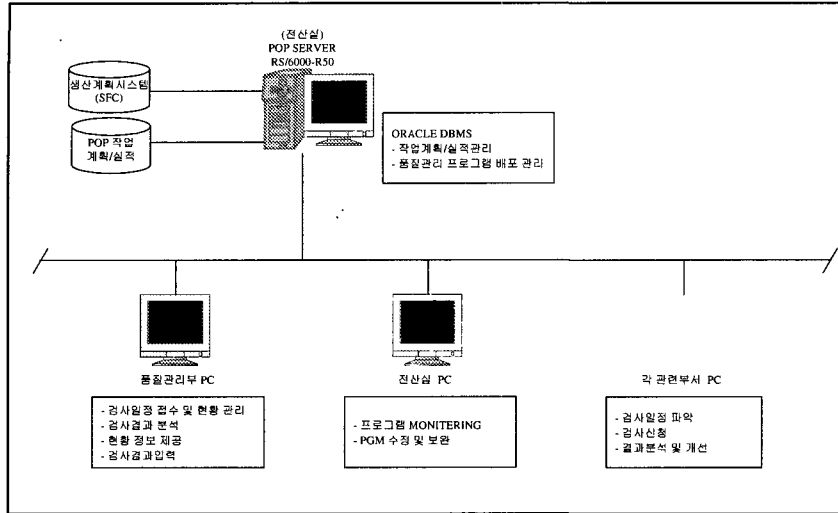 (전산실)
POP SERVER
RS/6000-R50
생산계획시스템
(SFC)
POP 작업
계획/실적
ORACLE DBMS
- 작업계획/실적관리
- 품질관리 프로그램 배포 관리
품질관리부 PC
- 검사일정 접수 및 현황 관리
- 검사결과 분석
- 현황 정보 제공
- 검사결과입력
전산실 PC
- 프로그램 MONITERING
- PGM 수정 및 보완
각 관련부서 PC
- 검사일정 파악
- 검사신청
- 결과분석 및 개선